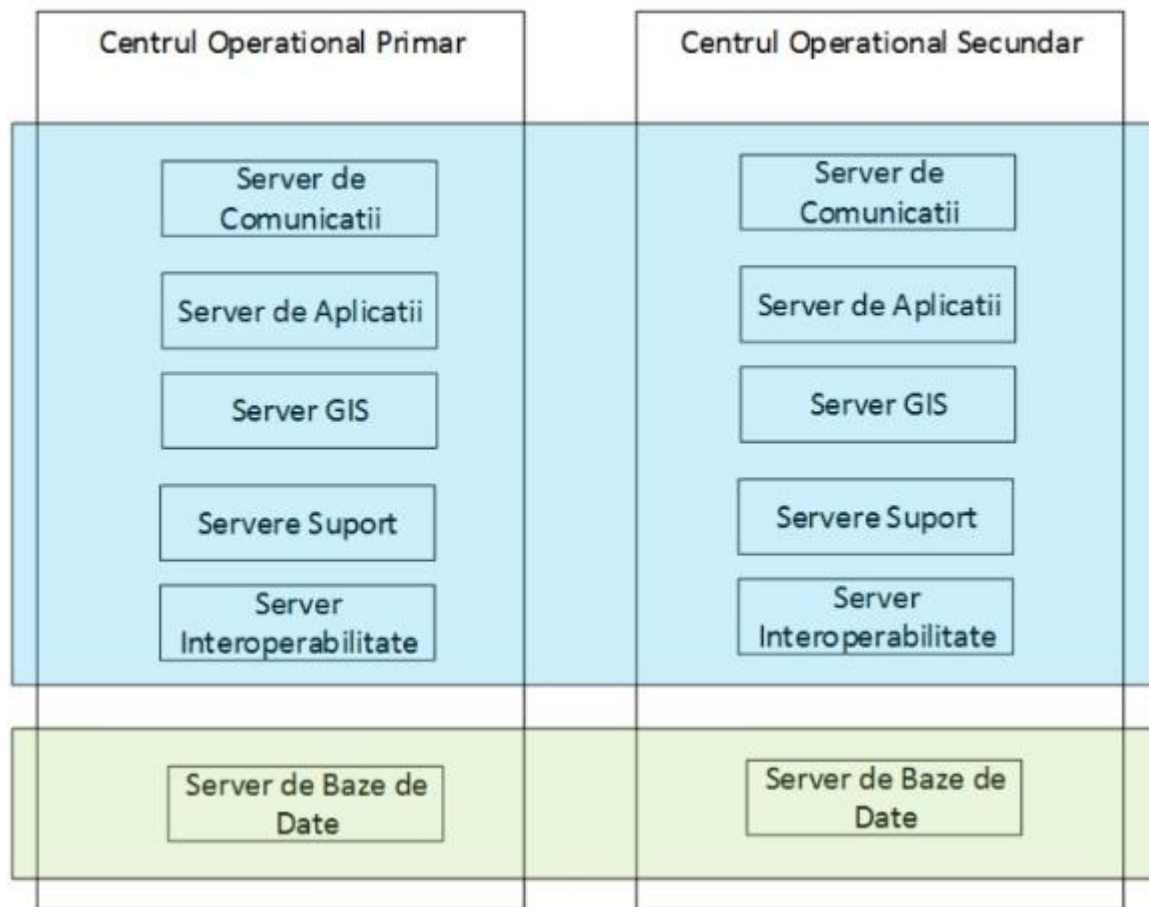 Centrul Operational Primar
Server de
Comunicatii
Server de Aplicatii
Server GIS
Servere Suport
Server
Interoperabilitate
Server de Baze de
Date
Centrul Operational Secundar
Server de
Comunicatii
Server de Aplicatii
Server GIS
Servere Suport
Server
Interoperabilitate
Server de Baze de
Date